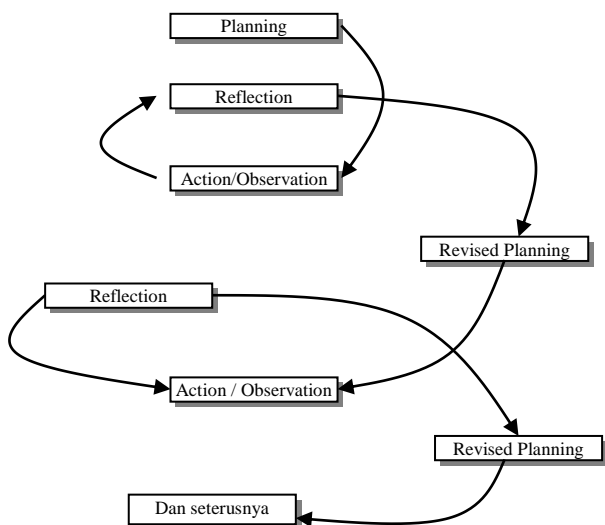 Planning
Reflection
Action/Observation
Revised Planning
Reflection
Action / Observation
Revised Planning
Dan seterusnya